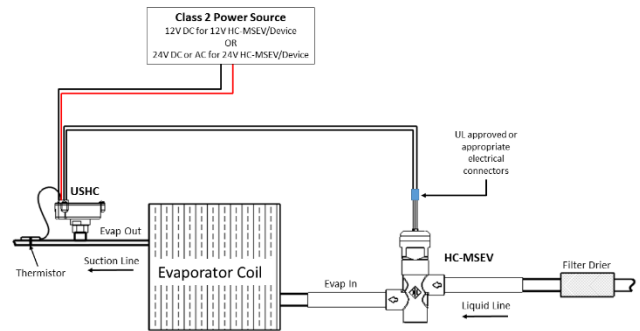 Class 2 Power Source
12V DC for 12V HC-MSEV/Device
OR
24V DC or AC for 24V HC-MSEV/Device
UL approved or
appropriate
electrical
connectors
USHC
Evap Out
Thermistor
Suction Line
Evaporator Coil
Evap In
HC-MSEV
Liquid Line
Filter Drier